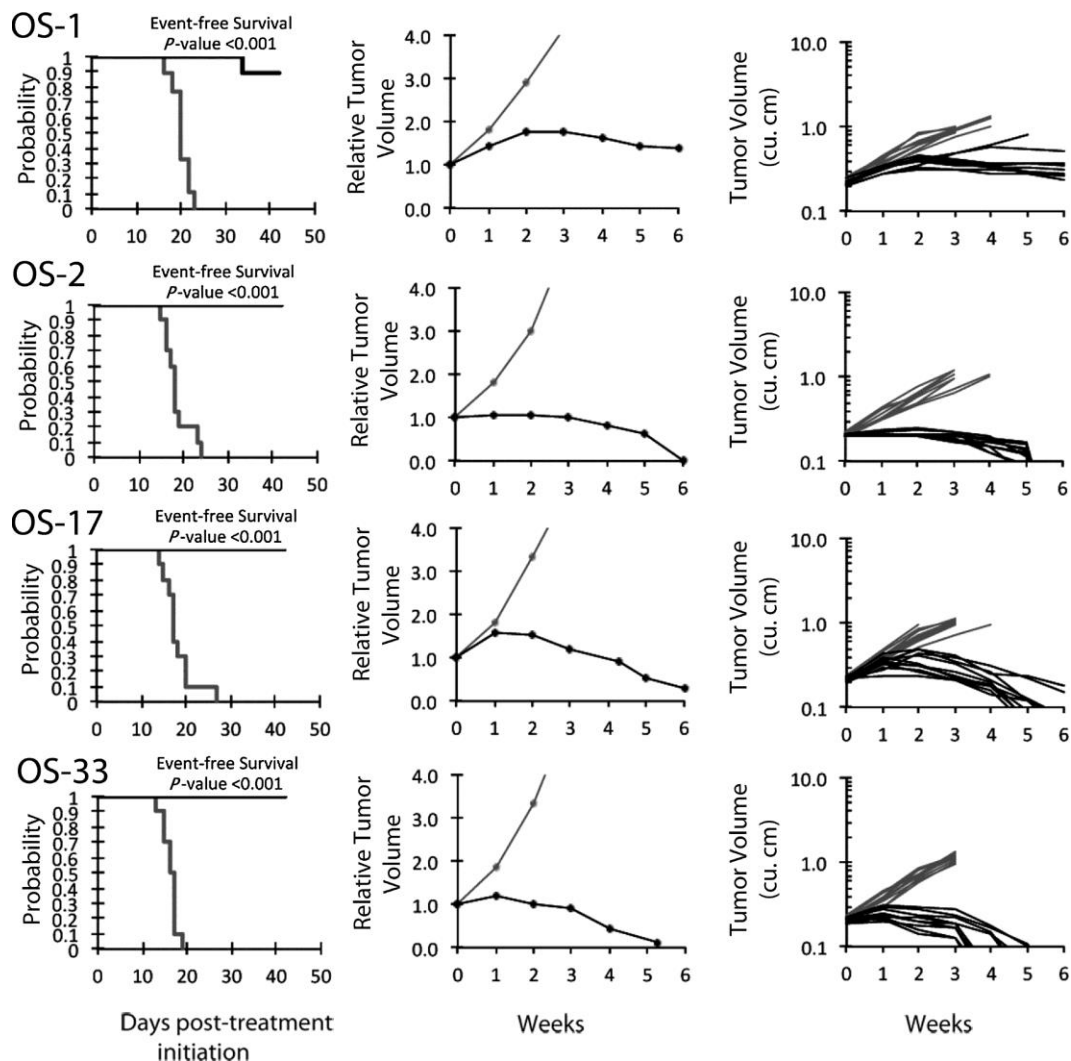 OS-1
Event-free Survival
P-value <0.001
Probability
1
0.9
0.8
0.7
0.6
0.5
0.4
0.3
0.2
0.1
0
0 10 20 30 40 50
Relative Tumor
Volume
4.0
3.0
2.0
1.0
0.0
0 1 2 3 4 5 6
Tumor Volume
(cu. cm)
10.0
1.0
0.1
0 1 2 3 4 5 6
OS-2
Event-free Survival
P-value <0.001
Probability
1
0.9
0.8
0.7
0.6
0.5
0.4
0.3
0.2
0.1
0
0 10 20 30 40 50
Relative Tumor
Volume
4.0
3.0
2.0
1.0
0.0
0 1 2 3 4 5 6
Tumor Volume
(cu. cm)
10.0
1.0
0.1
0 1 2 3 4 5 6
OS-17
Event-free Survival
P-value <0.001
Probability
1
0.9
0.8
0.7
0.6
0.5
0.4
0.3
0.2
0.1
0
0 10 20 30 40 50
Relative Tumor
Volume
4.0
3.0
2.0
1.0
0.0
0 1 2 3 4 5 6
Tumor Volume
(cu. cm)
10.0
1.0
0.1
0 1 2 3 4 5 6
OS-33
Event-free Survival
P-value <0.001
Probability
1
0.9
0.8
0.7
0.6
0.5
0.4
0.3
0.2
0.1
0
0 10 20 30 40 50
Relative Tumor
Volume
4.0
3.0
2.0
1.0
0.0
0 1 2 3 4 5 6
Tumor Volume
(cu. cm)
10.0
1.0
0.1
0 1 2 3 4 5 6
Days post-treatment
initiation
Weeks
Weeks